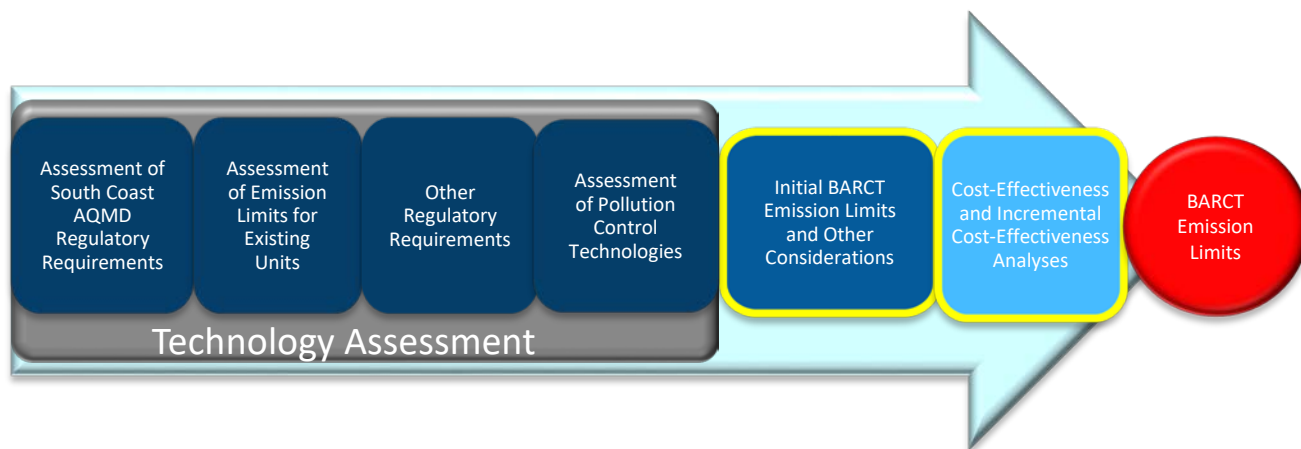 Assessment of
South Coast
AQMD
Regulatory
Requirements
Assessment
of Emission
Limits for
Existing
Units
Other
Regulatory
Requirements
Assessment
of Pollution
Control
Technologies
Initial BARCT
Emission Limits
and Other
Considerations
Cost-Effectiveness
and Incremental
Cost-Effectiveness
Analyses
BARCT
Emission
Limits
Technology Assessment